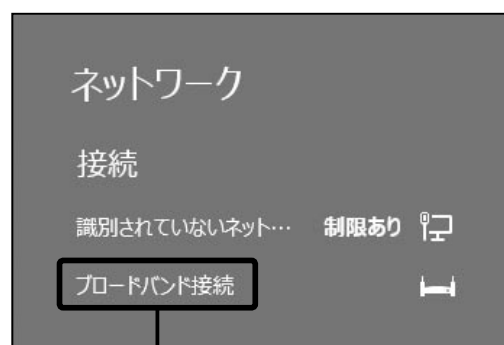 ネットワーク
接続
識別されていないネット… 制限あり
ブロードバンド接続